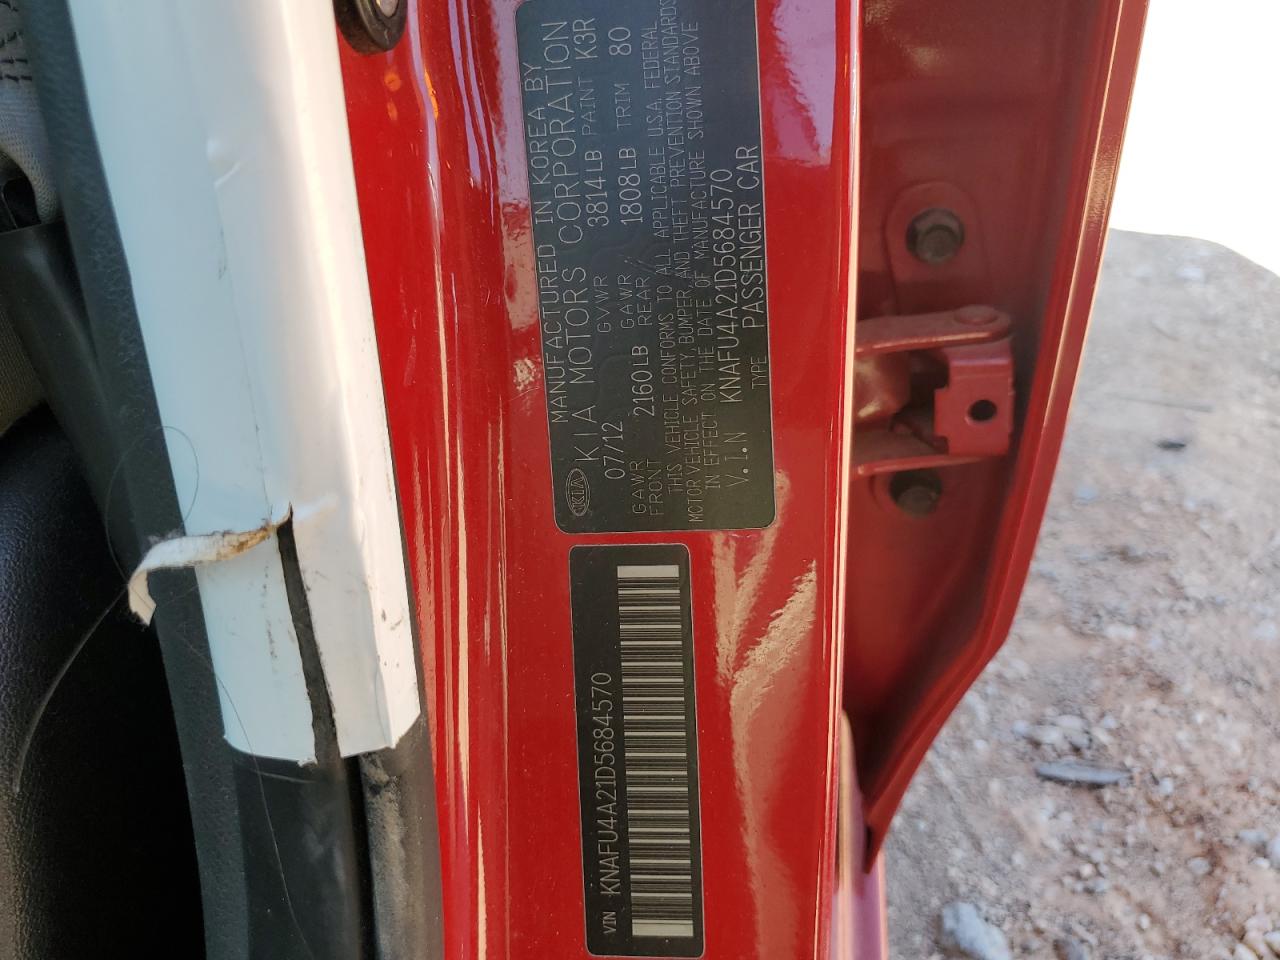 MANUFACTURED IN KOREA BY
KIA KIA MOTORS CORPORATION
07/12 GVWR 3814LB PAINT K3R
GAWR FRONT 2160LB GAWR REAR 1808LB TRIM 80
THIS VEHICLE CONFORMS TO ALL APPLICABLE U.S.A. FEDERAL
MOTOR VEHICLE SAFETY, BUMPER, AND THEFT PREVENTION STANDARDS
IN EFFECT ON THE DATE OF MANUFACTURE SHOWN ABOVE
V.I.N KNAFU4A21D5684570
TYPE PASSENGER CAR
VIN KNAFU4A21D5684570